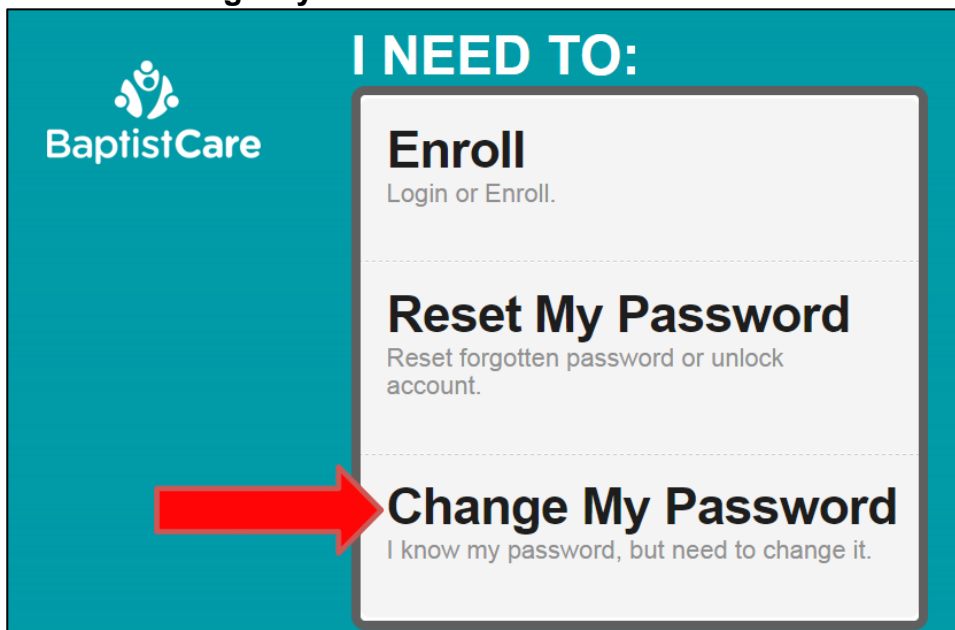 I NEED TO:
BaptistCare
Enroll
Login or Enroll.
Reset My Password
Reset forgotten password or unlock
account.
Change My Password
I know my password, but need to change it.